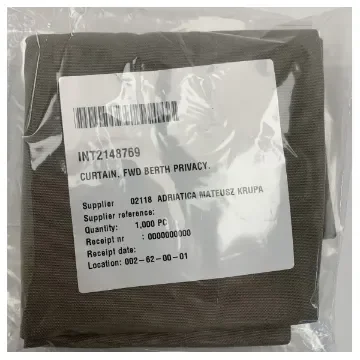 INT2148769
CURTAIN, FWD BERTH PRIVACY.
Supplier 02118 ADRIATICA MATEUSZ KRUPA
Supplier reference:
Quantity: 1,000 PC
Receipt nr : 0000000000
Receipt date:
Location: 002-62-00-01